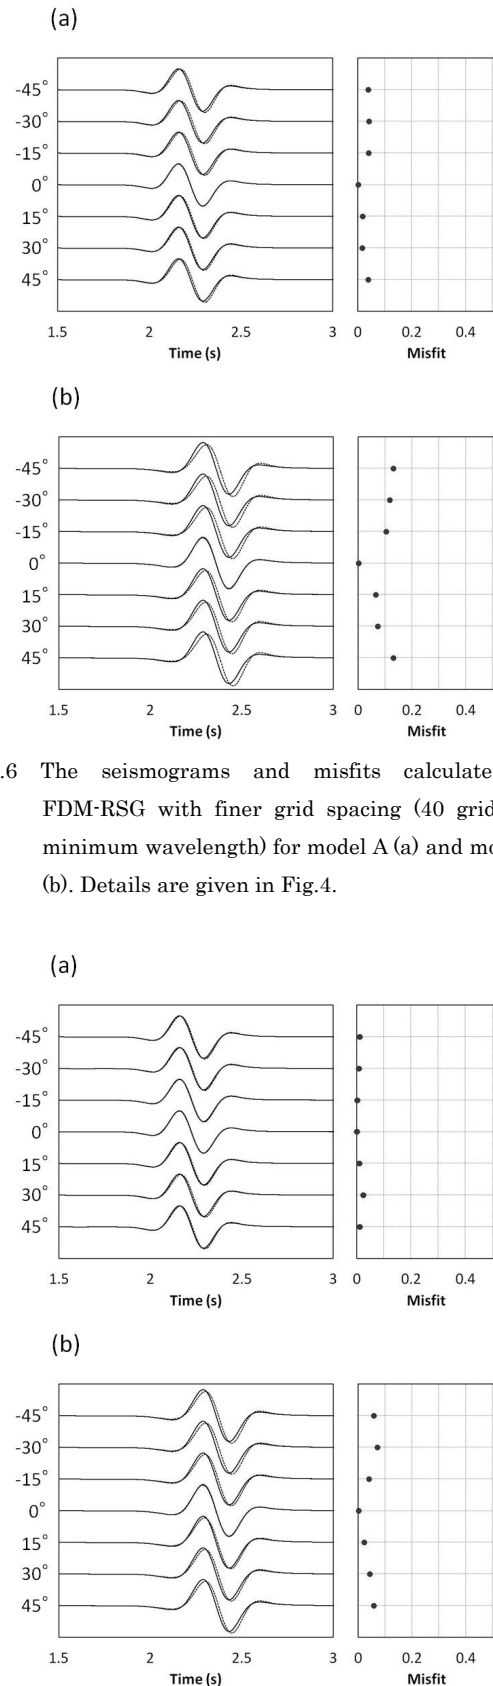 (a)
-45°
-30°
-15°
0°
15°
30°
45°
1.5 2 2.5 3
Time (s)
0 0.2 0.4
Misfit
(b)
-45°
-30°
-15°
0°
15°
30°
45°
1.5 2 2.5 3
Time (s)
0 0.2 0.4
Misfit
.6 The seismograms and misfits calculate
FDM-RSG with finer grid spacing (40 grid
minimum wavelength) for model A (a) and mo
(b). Details are given in Fig.4.
(a)
-45°
-30°
-15°
0°
15°
30°
45°
1.5 2 2.5 3
Time (s)
0 0.2 0.4
Misfit
(b)
-45°
-30°
-15°
0°
15°
30°
45°
1.5 2 2.5 3
Time (s)
0 0.2 0.4
Misfit